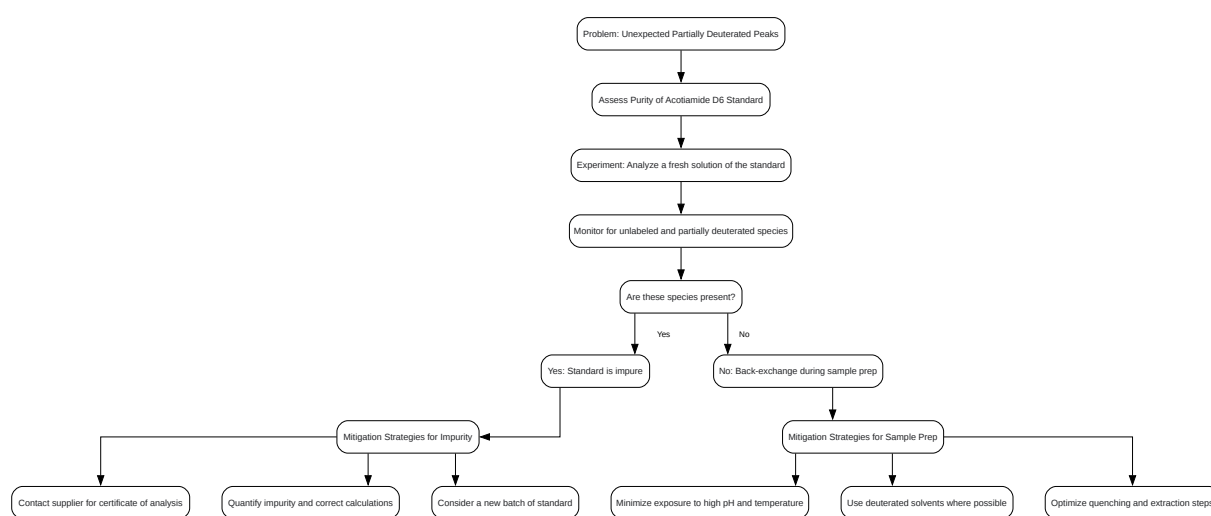 Problem: Unexpected Partially Deuterated Peaks
Assess Purity of Acotiamide D6 Standard
Experiment: Analyze a fresh solution of the standard
Monitor for unlabeled and partially deuterated species
Are these species present?
Yes
No
Yes: Standard is impure
No: Back-exchange during sample prep
Mitigation Strategies for Impurity
Mitigation Strategies for Sample Prep
Contact supplier for certificate of analysis
Quantify impurity and correct calculations
Consider a new batch of standard
Minimize exposure to high pH and temperature
Use deuterated solvents where possible
Optimize quenching and extraction steps